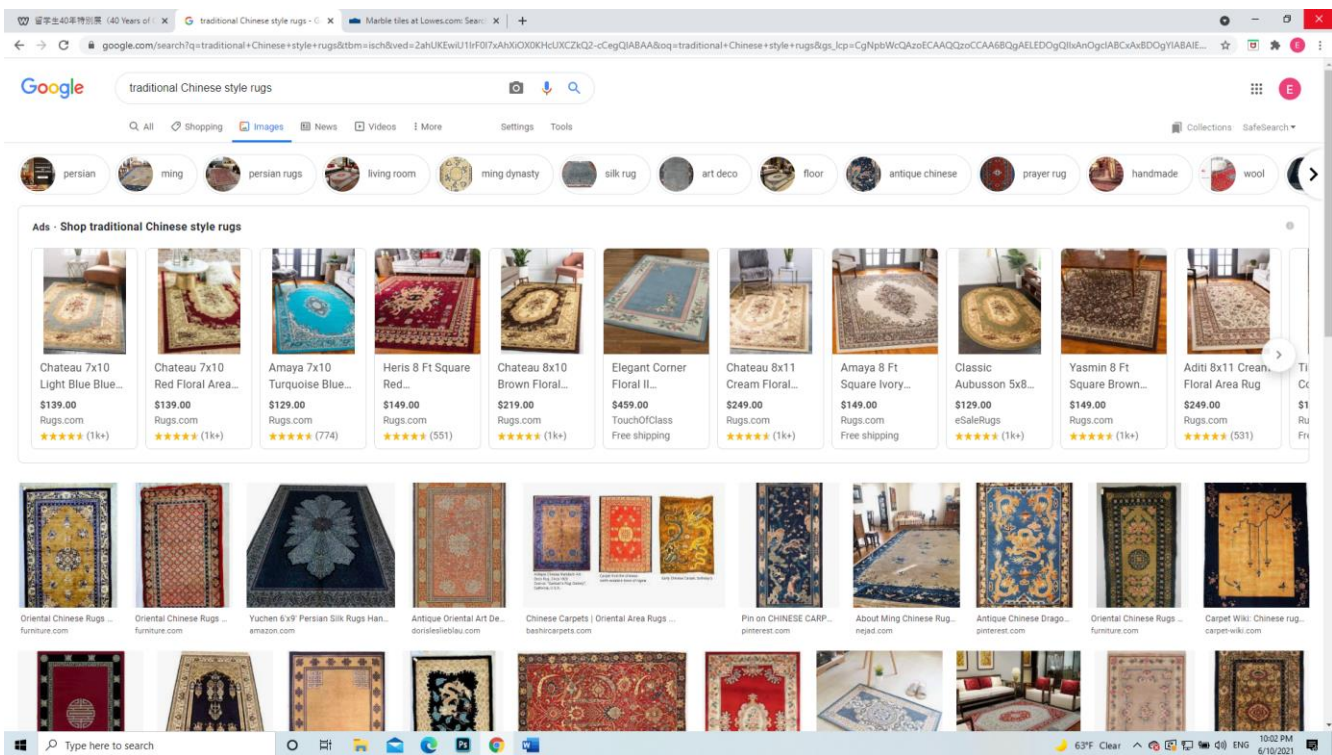 留学生40年特别展 (40 Years of
traditional Chinese style rugs - G
Marble tiles at Lowes.com: Searc
google.com/search?q=traditional+Chinese+style+rugs&tbm=isch&ved=
Google
traditional Chinese style rugs
E
All Shopping Images News Videos More Settings Tools
Collections SafeSearch
persian ming persian rugs living room ming dynasty silk rug art deco floor antique chinese prayer rug handmade wool
Ads · Shop traditional Chinese style rugs
Chateau 7x10 Light Blue Blue...
$139.00
Rugs.com
(1k+)
Chateau 7x10 Red Floral Area...
$139.00
Rugs.com
(1k+)
Amaya 7x10 Turquoise Blue...
$129.00
Rugs.com
(774)
Heris 8 Ft Square Red...
$149.00
Rugs.com
(551)
Chateau 8x10 Brown Floral...
$219.00
Rugs.com
(1k+)
Elegant Corner Floral II...
$459.00
TouchOfClass
Free shipping
Chateau 8x11 Cream Floral...
$249.00
Rugs.com
(1k+)
Amaya 8 Ft Square Ivory...
$149.00
Rugs.com
Free shipping
Classic Aubusson 5x8...
$129.00
eSaleRugs
(1k+)
Yasmin 8 Ft Square Brown...
$149.00
Rugs.com
(1k+)
Aditi 8x11 Cream Floral Area Rug
$249.00
Rugs.com
(531)
Oriental Chinese Rugs ...
furniture.com
Oriental Chinese Rugs ...
furniture.com
Yuchen 6'x9' Persian Silk Rugs Han...
amazon.com
Antique Oriental Art De...
dorisleslieblau.com
Chinese Carpets | Oriental Area Rugs ...
bashircarpets.com
Pin on CHINESE CARP...
pinterest.com
About Ming Chinese Rug...
nejad.com
Antique Chinese Drago...
pinterest.com
Oriental Chinese Rugs ...
furniture.com
Carpet Wiki: Chinese rug...
carpet-wiki.com
Type here to search
63°F Clear
ENG
10:02 PM
6/10/2021